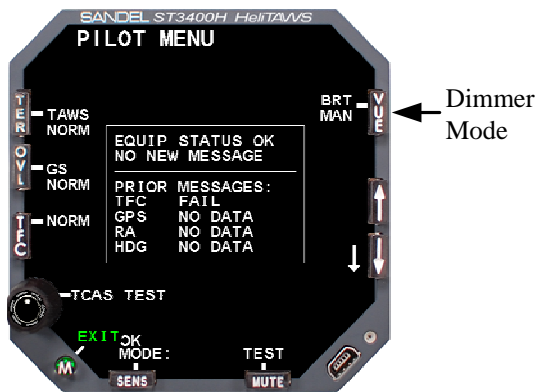 SANDEL ST3400H HeliTAWS
PILOT MENU
TER
TAWS
NORM
BRT
MAN
VUE
Dimmer
Mode
EQUIP STATUS OK
NO NEW MESSAGE
OVL
GS
NORM
PRIOR MESSAGES:
TFC FAIL
GPS NO DATA
RA NO DATA
HDG NO DATA
TFC
NORM
TCAS TEST
EXIT
OK
MODE:
TEST
M
SENS
MUTE